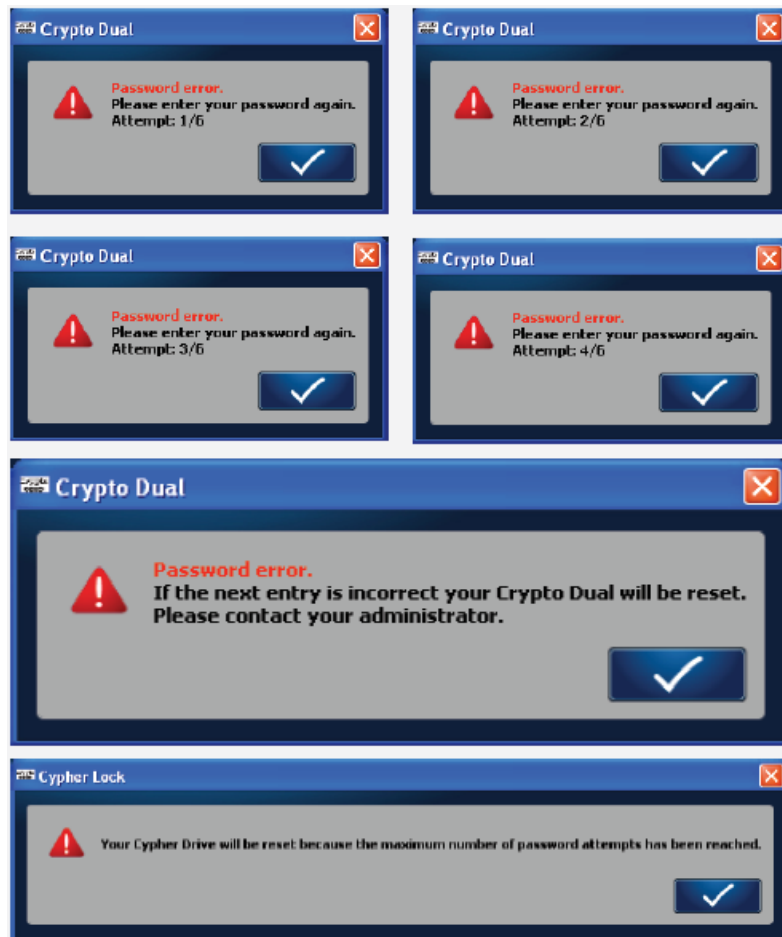 Crypto Dual
Password error.
Please enter your password again.
Attempt: 1/6
Crypto Dual
Password error.
Please enter your password again.
Attempt: 2/6
Crypto Dual
Password error.
Please enter your password again.
Attempt: 3/6
Crypto Dual
Password error.
Please enter your password again.
Attempt: 4/6
Crypto Dual
Password error.
If the next entry is incorrect your Crypto Dual will be reset.
Please contact your administrator.
Cypher Lock
Your Cypher Drive will be reset because the maximum number of password attempts has been reached.